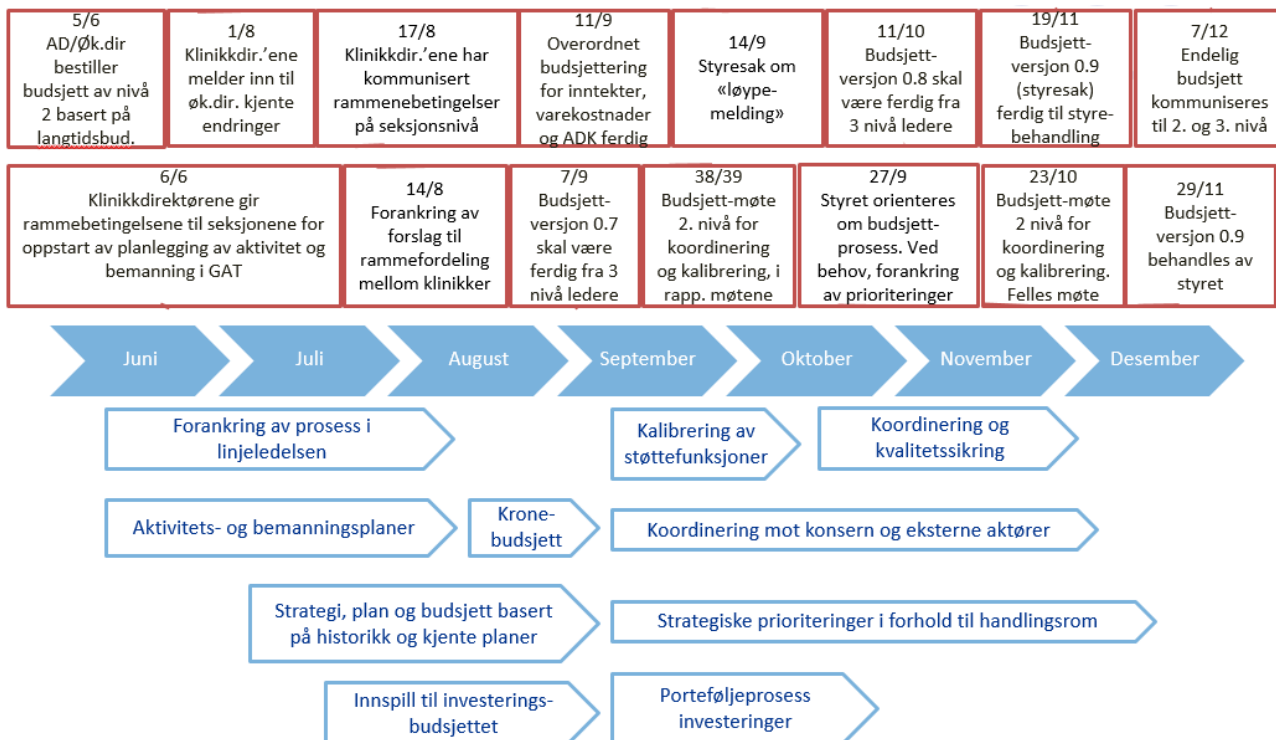 5/6
AD/Øk.dir
bestiller
budsjett av nivå
2 basert på
langtidsbud.
1/8
Klinikkdir.’ene
melder inn til
øk.dir. kjente
endringer
17/8
Klinikkdir.’ene har
kommunisert
rammenebetingelser
på seksjonsnivå
11/9
Overordnet
budsjettering
for inntekter,
varekostnader
og ADK ferdig
14/9
Styresak om
«løype-
melding»
11/10
Budsjett-
versjon 0.8 skal
være ferdig fra
3 nivå ledere
19/11
Budsjett-
versjon 0.9
(styresak)
ferdig til styre-
behandling
7/12
Endelig
budsjett
kommuniseres
til 2. og 3. nivå
6/6
Klinikkdirektørene gir
rammebetingelsene til seksjonene for
oppstart av planlegging av aktivitet og
bemanning i GAT
14/8
Forankring av
forslag til
rammefordeling
mellom klinikker
7/9
Budsjett-
versjon 0.7
skal være
ferdig fra 3
nivå ledere
38/39
Budsjett-møte
2. nivå for
koordinering
og kalibrering, i
rapp. møtene
27/9
Styret orienteres
om budsjett-
prosess. Ved
behov, forankring
av prioriteringer
23/10
Budsjett-møte
2 nivå for
koordinering
og kalibrering.
Felles møte
29/11
Budsjett-
versjon 0.9
behandles av
styret
Juni
Juli
August
September
Oktober
November
Desember
Forankring av prosess i
linjeledelsen
Kalibrering av
støttefunksjoner
Koordinering og
kvalitetssikring
Aktivitets- og bemanningsplaner
Krone-
budsjett
Koordinering mot konsern og eksterne aktører
Strategi, plan og budsjett basert
på historikk og kjente planer
Strategiske prioriteringer i forhold til handlingsrom
Innspill til investerings-
budsjettet
Porteføljeprosess
investeringer